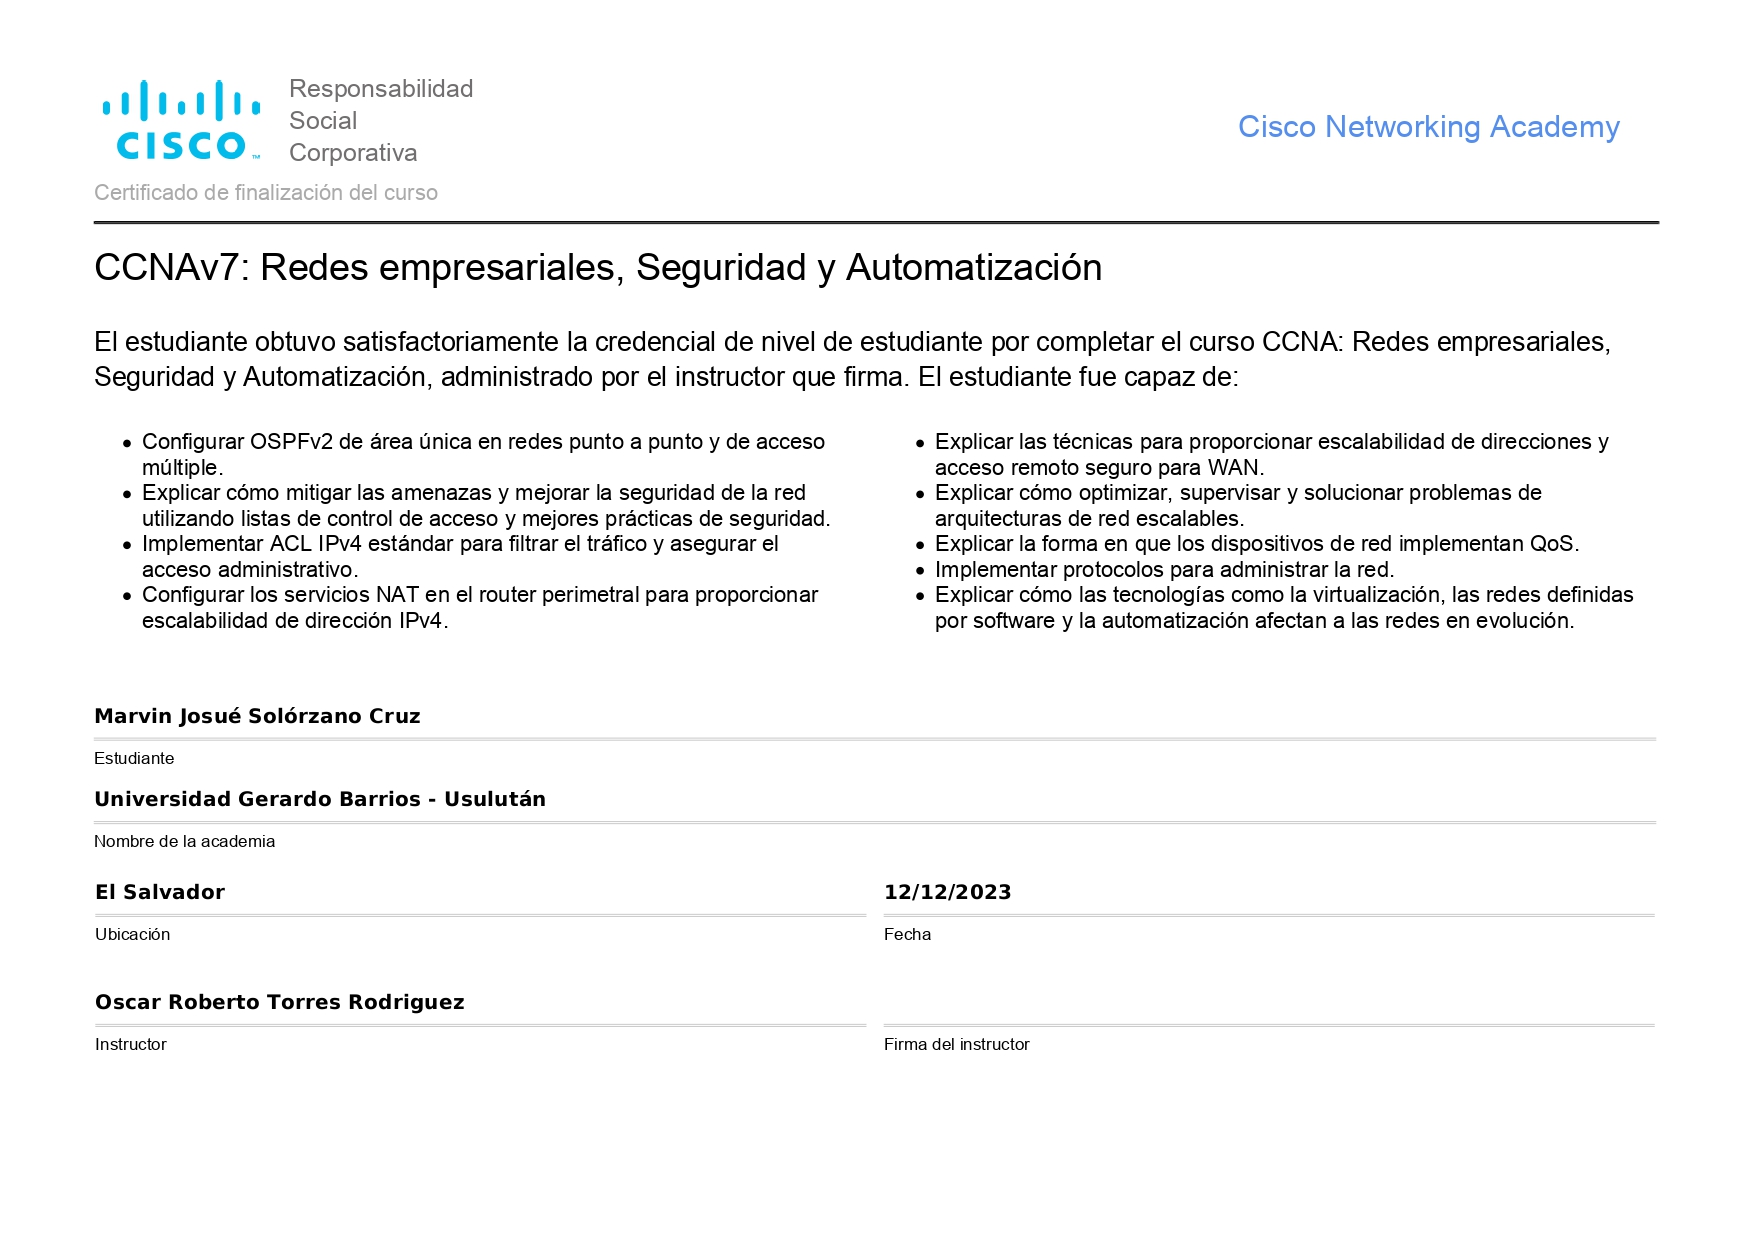 CISCO™
Responsabilidad
Social
Corporativa
Cisco Networking Academy
Certificado de finalización del curso
CCNAv7: Redes empresariales, Seguridad y Automatización
El estudiante obtuvo satisfactoriamente la credencial de nivel de estudiante por completar el curso CCNA: Redes empresariales,
Seguridad y Automatización, administrado por el instructor que firma. El estudiante fue capaz de:
• Configurar OSPFv2 de área única en redes punto a punto y de acceso
múltiple.
• Explicar cómo mitigar las amenazas y mejorar la seguridad de la red
utilizando listas de control de acceso y mejores prácticas de seguridad.
• Implementar ACL IPv4 estándar para filtrar el tráfico y asegurar el
acceso administrativo.
• Configurar los servicios NAT en el router perimetral para proporcionar
escalabilidad de dirección IPv4.
• Explicar las técnicas para proporcionar escalabilidad de direcciones y
acceso remoto seguro para WAN.
• Explicar cómo optimizar, supervisar y solucionar problemas de
arquitecturas de red escalables.
• Explicar la forma en que los dispositivos de red implementan QoS.
• Implementar protocolos para administrar la red.
• Explicar cómo las tecnologías como la virtualización, las redes definidas
por software y la automatización afectan a las redes en evolución.
Marvin Josué Solórzano Cruz
Estudiante
Universidad Gerardo Barrios - Usulután
Nombre de la academia
El Salvador
Ubicación
12/12/2023
Fecha
Oscar Roberto Torres Rodriguez
Instructor
Firma del instructor